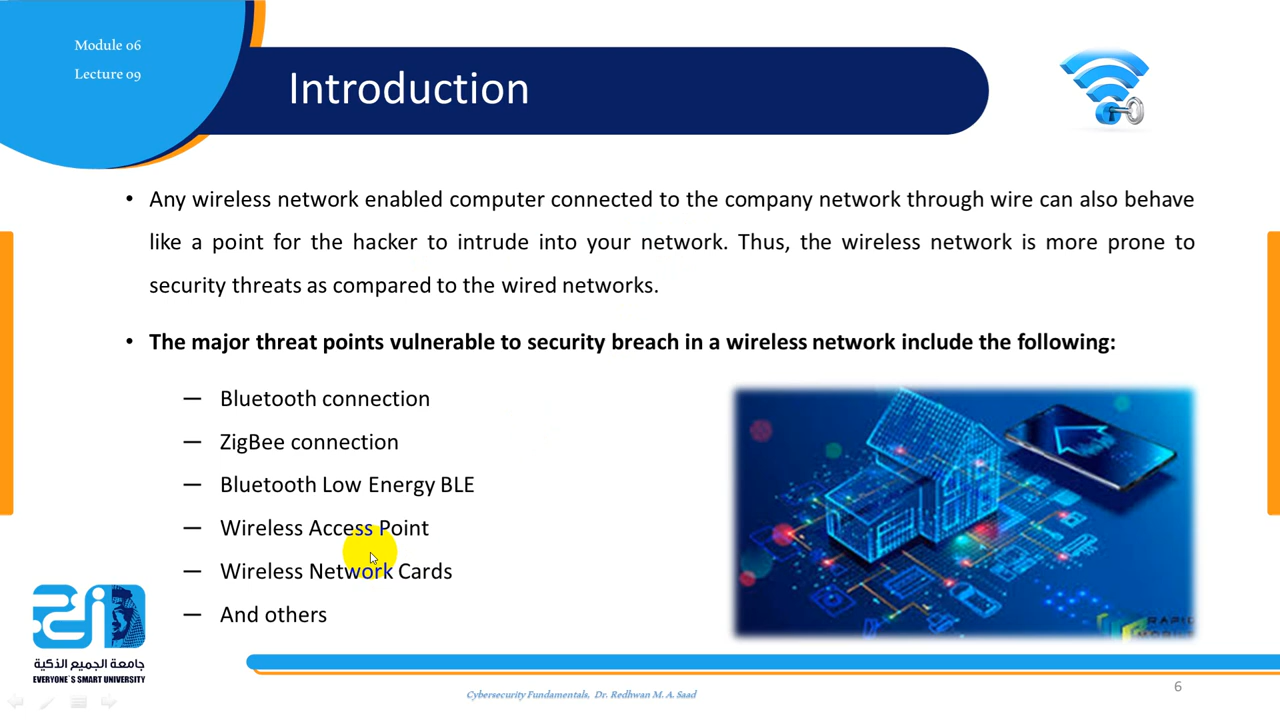 Module 06
Lecture 09
Introduction
• Any wireless network enabled computer connected to the company network through wire can also behave
like a point for the hacker to intrude into your network. Thus, the wireless network is more prone to
security threats as compared to the wired networks.
• The major threat points vulnerable to security breach in a wireless network include the following:
— Bluetooth connection
— ZigBee connection
— Bluetooth Low Energy BLE
— Wireless Access Point
— Wireless Network Cards
— And others
جامعة الجميع الذكية
EVERYONE`S SMART UNIVERSITY
Cybersecurity Fundamentals, Dr. Redhwan M. A. Saad
6